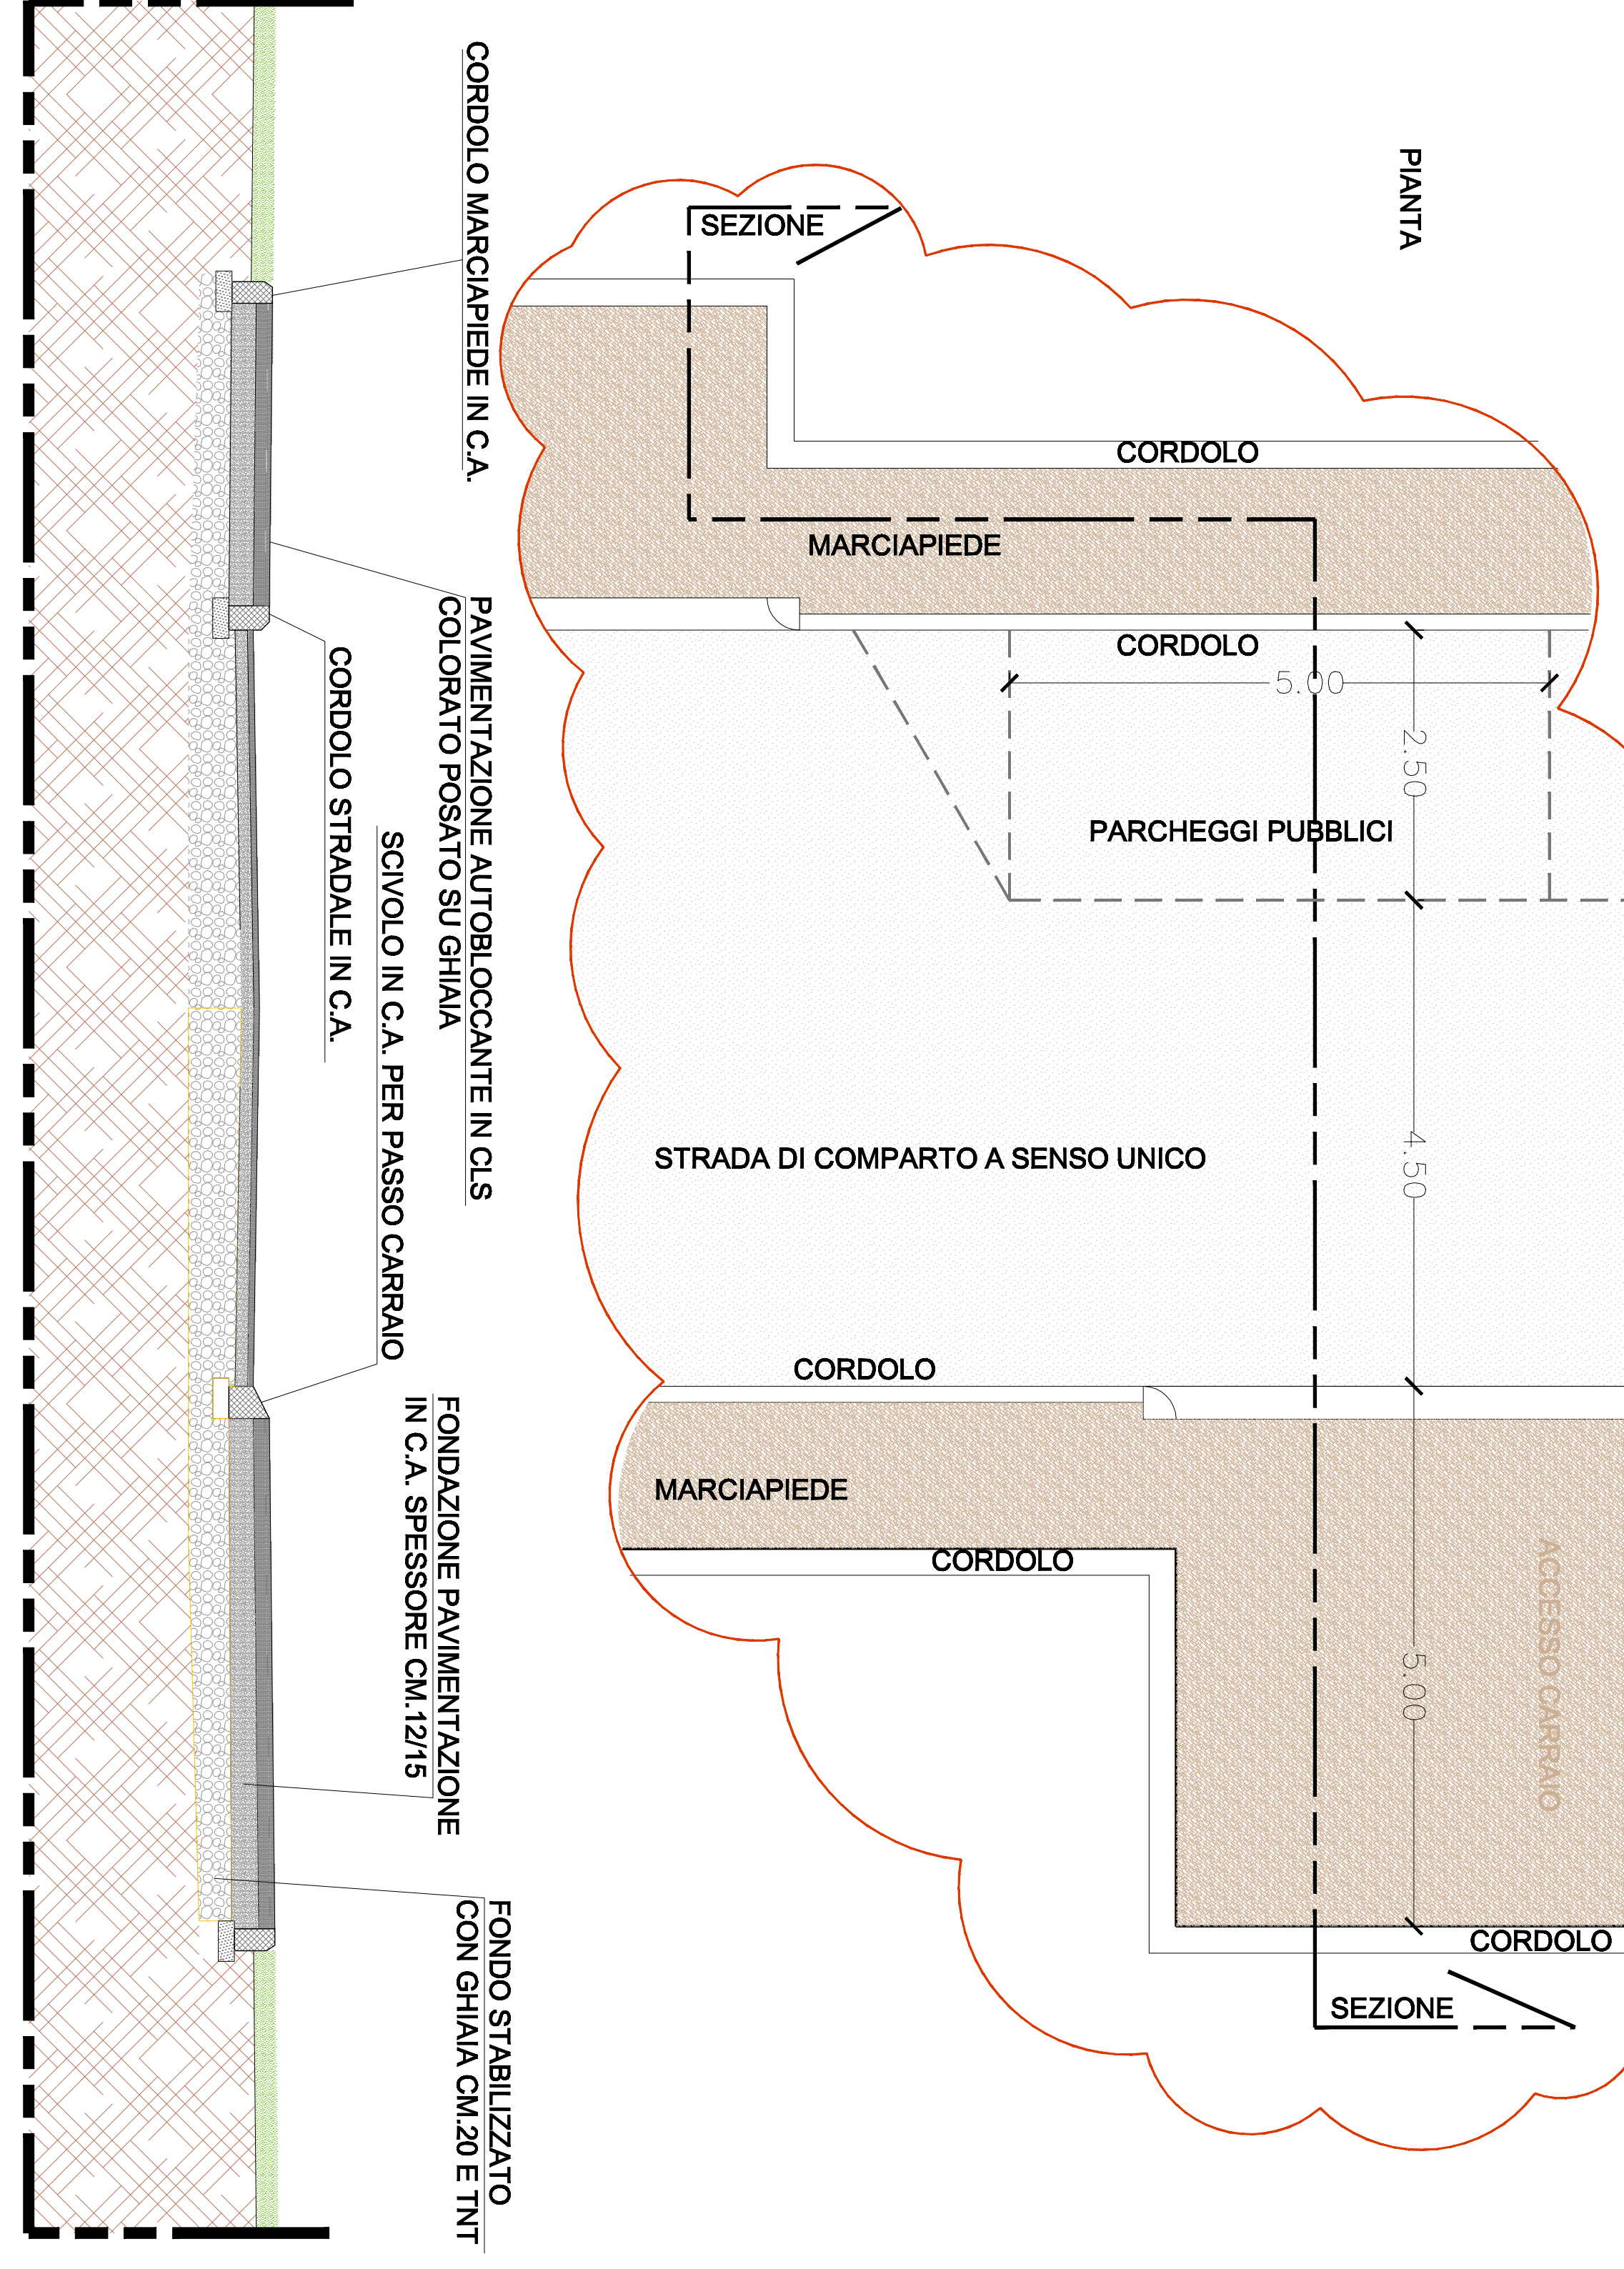 PIANTA
SEZIONE
CORDOLO
MARCIAPIEDE
CORDOLO
5.00
2.50
PARCHEGGI PUBBLICI
4.50
STRADA DI COMPARTO A SENSO UNICO
CORDOLO
MARCIAPIEDE
CORDOLO
ACCESSO CARRAIO
5.00
CORDOLO
SEZIONE
CORDOLO MARCIAPIEDE IN C.A.
PAVIMENTAZIONE AUTOBLOCCANTE IN CLS
COLORATO POSATO SU GHIAIA
CORDOLO STRADALE IN C.A.
SCIVOLO IN C.A. PER PASSO CARRAIO
FONDAZIONE PAVIMENTAZIONE
IN C.A. SPESSORE CM.12/15
FONDO STABILIZZATO
CON GHIAIA CM.20 E TNT